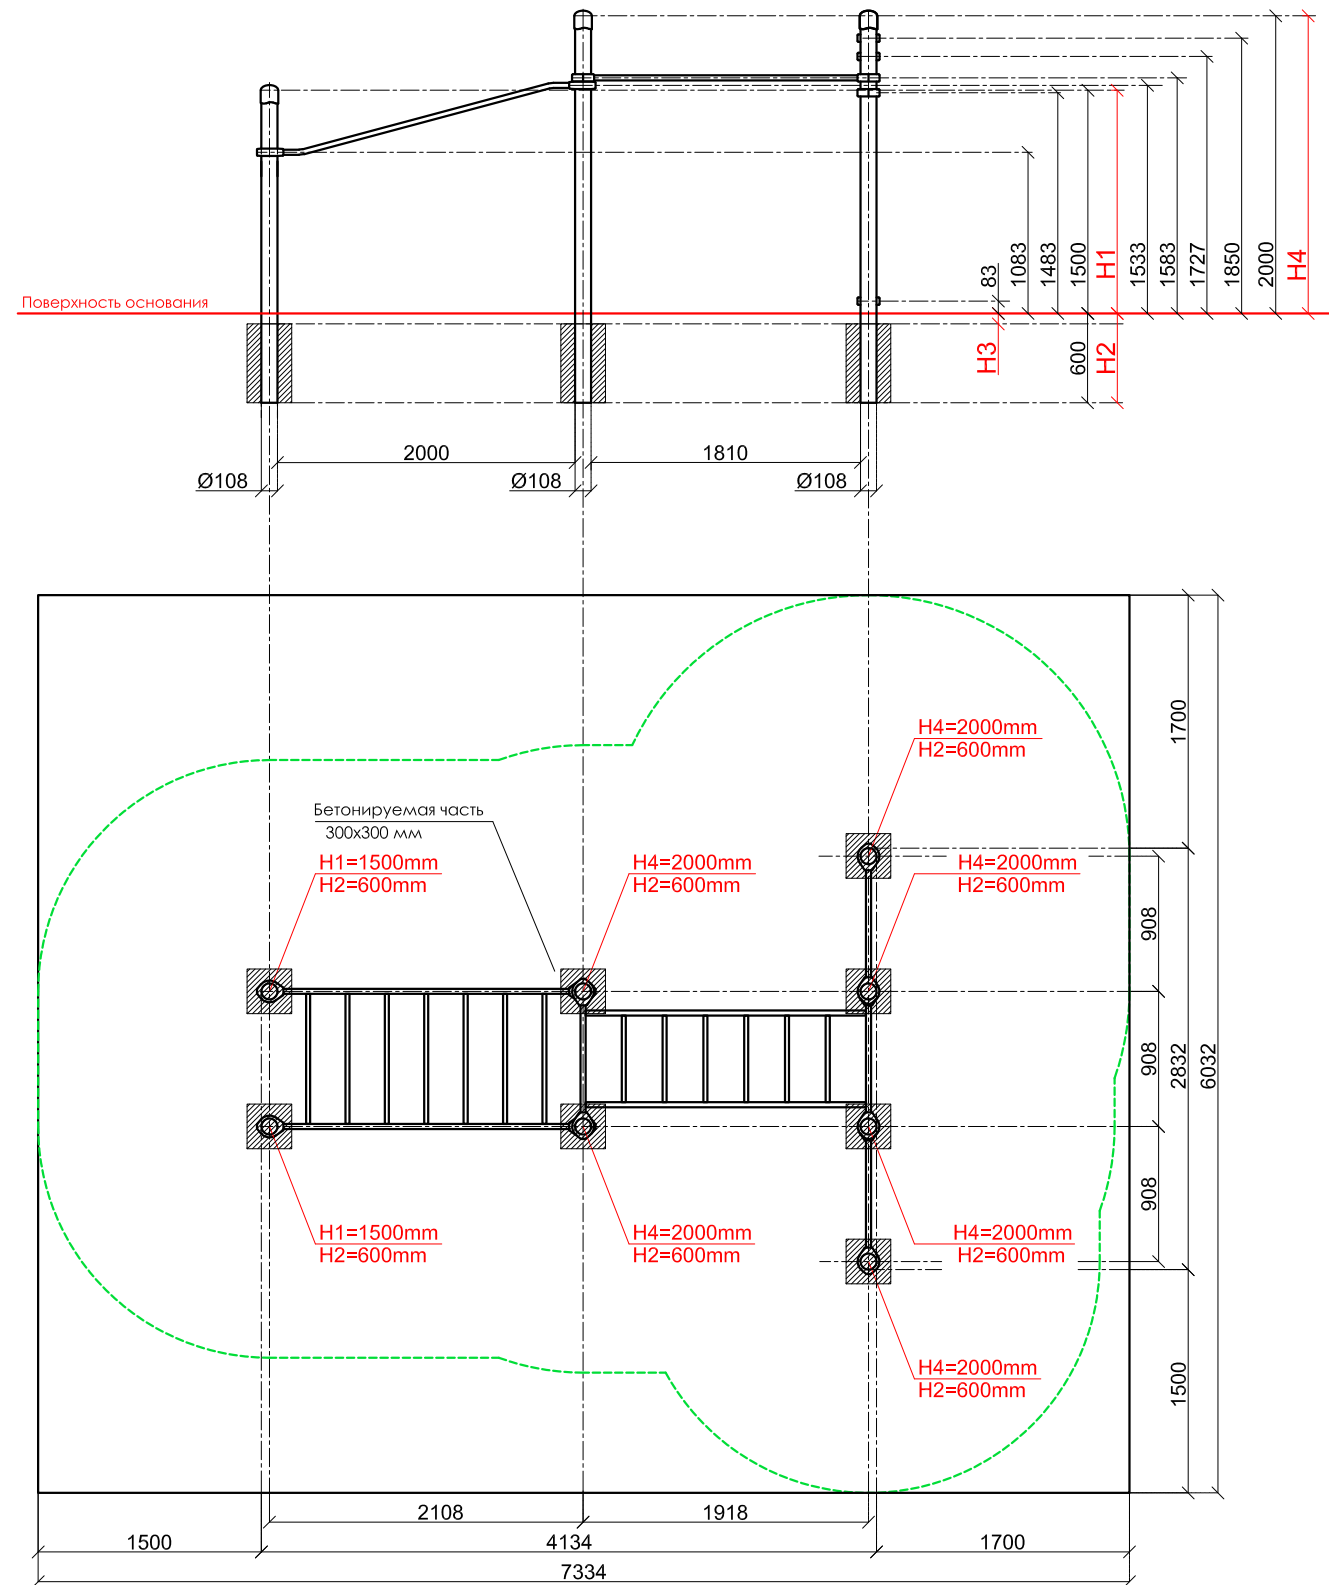 83
1083
1483
1500
H1
1533
1583
1727
1850
2000
H4
Поверхность основания
H3
600
H2
2000
1810
Ø108
Ø108
Ø108
1700
H4=2000mm
H2=600mm
Бетонируемая часть
300х300 мм
H1=1500mm
H2=600mm
H4=2000mm
H2=600mm
H4=2000mm
H2=600mm
908
908
2832
6032
908
H1=1500mm
H2=600mm
H4=2000mm
H2=600mm
H4=2000mm
H2=600mm
H4=2000mm
H2=600mm
1500
2108
1918
1500
4134
1700
7334